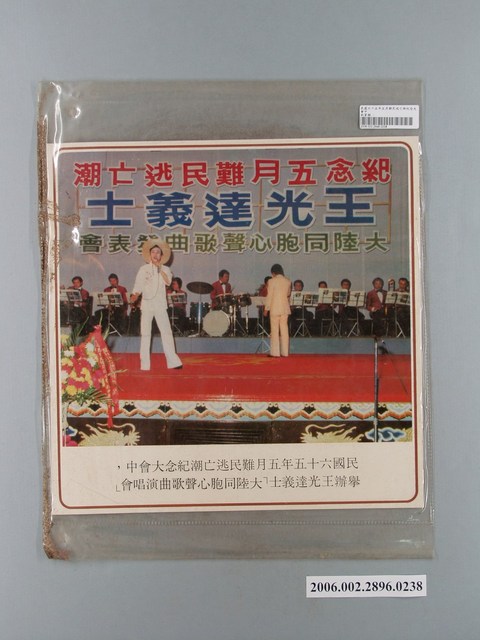 紀念五月難民逃亡潮
王光達義士
大陸同胞心聲歌曲發表會
民國六十五年五月難民逃亡潮紀念大會中，
舉辦王光達義士「大陸同胞心聲歌曲演唱會」
2006.002.2896.0238